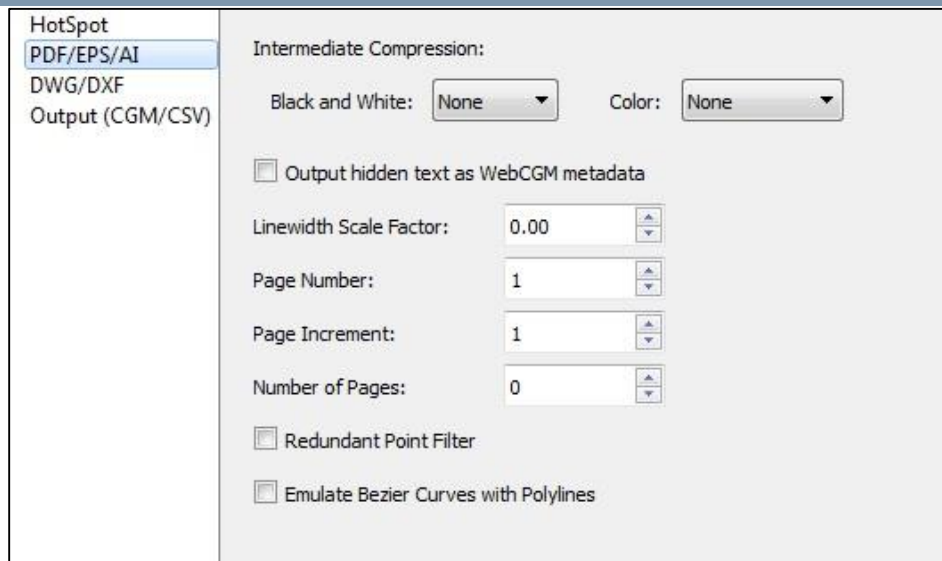 HotSpot
PDF/EPS/AI
DWG/DXF
Output (CGM/CSV)
Intermediate Compression:
Black and White: None Color: None
Output hidden text as WebCGM metadata
Linewidth Scale Factor: 0.00
Page Number: 1
Page Increment: 1
Number of Pages: 0
Redundant Point Filter
Emulate Bezier Curves with Polylines